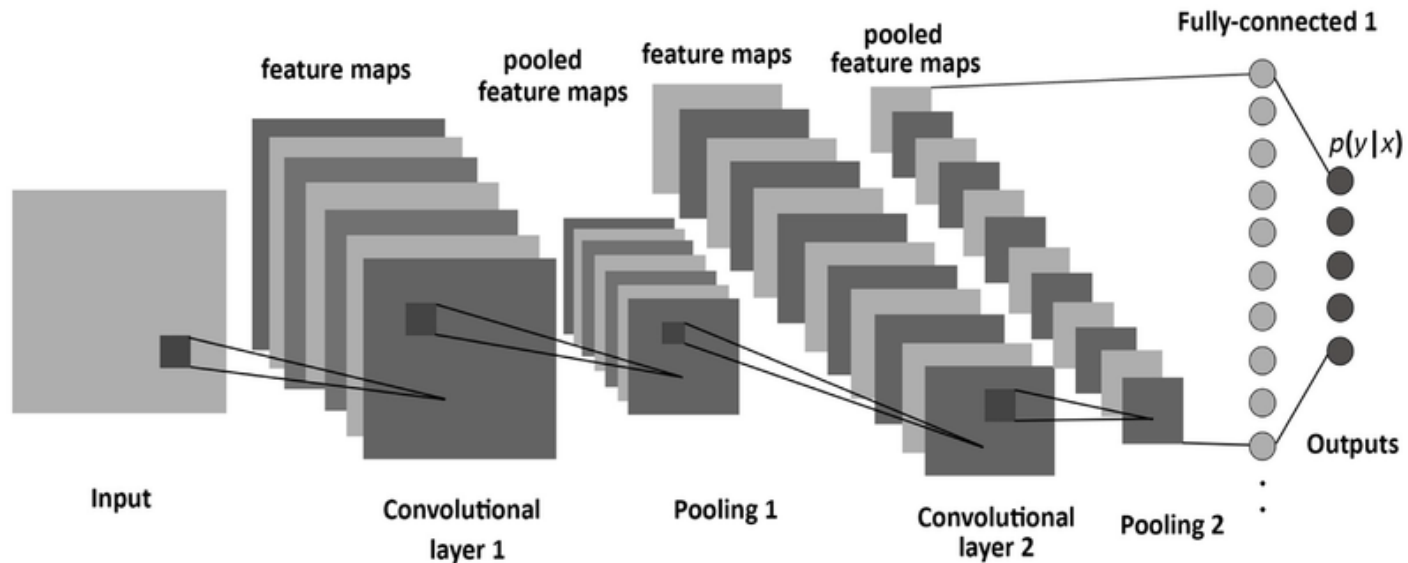 feature maps
pooled
feature maps
feature maps
pooled
feature maps
Fully-connected 1
p(y|x)
Input
Convolutional
layer 1
Pooling 1
Convolutional
layer 2
Pooling 2
Outputs